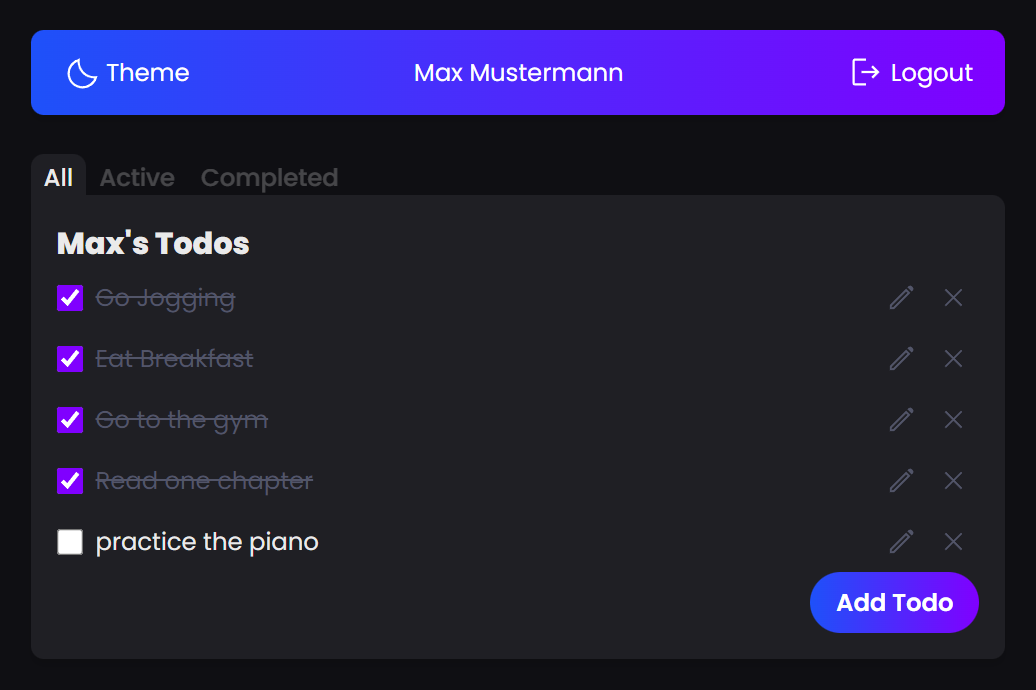 Theme Max Mustermann Logout
All Active Completed
Max's Todos
Go Jogging
Eat Breakfast
Go to the gym
Read one chapter
practice the piano
Add Todo